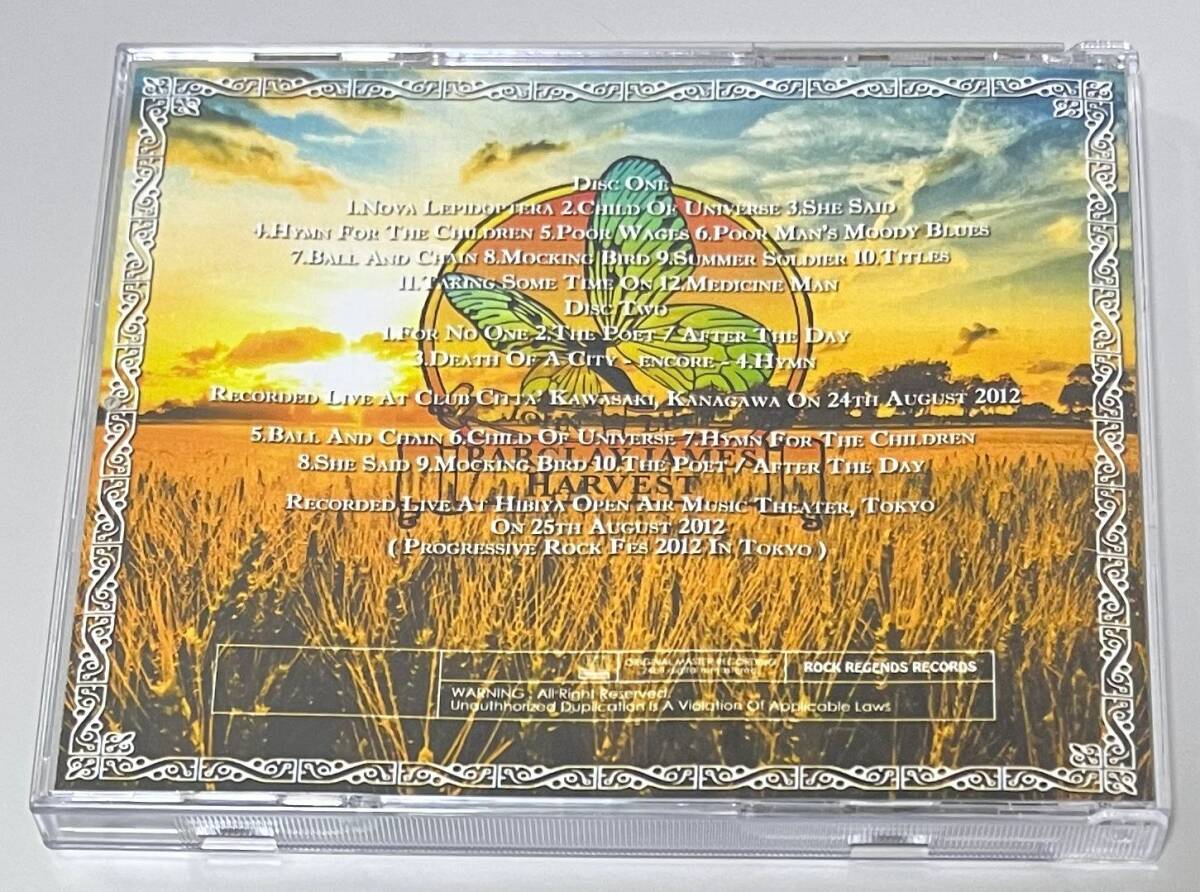 Disc One
1.Nova Lepidoptera 2.Child Of Universe 3.She Said
4.Hymn For The Children 5.Poor Wages 6.Poor Man's Moody Blues
7.Ball And Chain 8.Mocking Bird 9.Summer Soldier 10.Titles
11.Taking Some Time On 12.Medicine Man
Disc Two
1.For No One 2.The Poet / After The Day
3.Death Of A City - encore - 4.Hymn
Recorded Live At Club Citta' Kawasaki, Kanagawa On 24th August 2012
5.Ball And Chain 6.Child Of Universe 7.Hymn For The Children
Barclay James
8.She Said 9.Mocking Bird 10.The Poet / After The Day
Harvest
Recorded Live At Hibiya Open Air Music Theater, Tokyo
On 25th August 2012
( Progressive Rock Fes 2012 In Tokyo )
ORIGINAL MASTER RECORDING
ROCK REGENDS RECORDS
WARNING : All Right Reserved.
Unauthhorized Duplication Is A Violation Of Applicable Laws